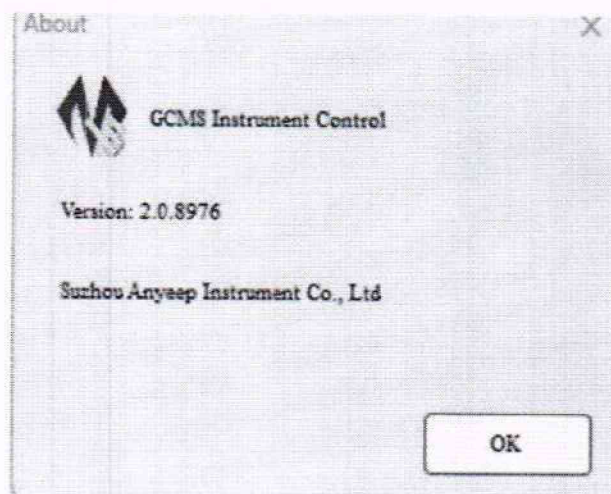 About
GCMS Instrument Control
Version: 2.0.8976
Suzhou Anyeep Instrument Co., Ltd
OK